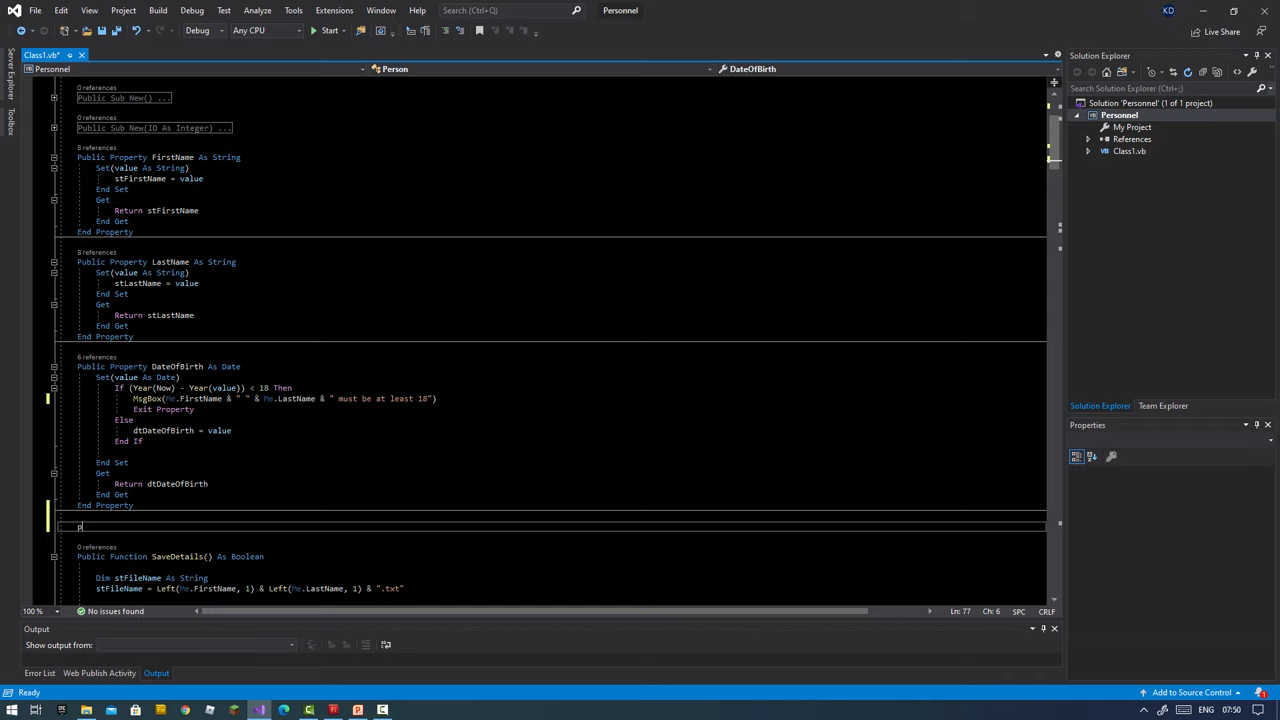 File Edit View Project Build Debug Test Analyze Tools Extensions Window Help Search (Ctrl+Q) Personnel KD
Debug Any CPU Start Live Share
Class1.vb*
Personnel Person DateOfBirth
Server Explorer
Toolbox
0 references
Public Sub New() ...
0 references
Public Sub New(ID As Integer) ...
8 references
Public Property FirstName As String
Set(value As String)
stFirstName = value
End Set
Get
Return stFirstName
End Get
End Property
8 references
Public Property LastName As String
Set(value As String)
stLastName = value
End Set
Get
Return stLastName
End Get
End Property
6 references
Public Property DateOfBirth As Date
Set(value As Date)
If (Year(Now) - Year(value)) < 18 Then
MsgBox(Me.FirstName & " " & Me.LastName & " must be at least 18")
Exit Property
Else
dtDateOfBirth = value
End If
End Set
Get
Return dtDateOfBirth
End Get
End Property
p
0 references
Public Function SaveDetails() As Boolean
Dim stFileName As String
stFileName = Left(Me.FirstName, 1) & Left(Me.LastName, 1) & ".txt"
100 % No issues found Ln: 77 Ch: 6 SPC CRLF
Output
Show output from:
Error List Web Publish Activity Output
Solution Explorer
Search Solution Explorer (Ctrl+;)
Solution 'Personnel' (1 of 1 project)
Personnel
My Project
References
Class1.vb
Solution Explorer Team Explorer
Properties
Ready Add to Source Control 1
ENG 07:50